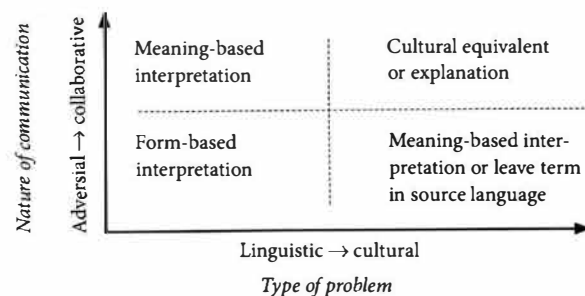 Nature of communication
Adversial → collaborative
Meaning-based
interpretation
Cultural equivalent
or explanation
Form-based
interpretation
Meaning-based inter-
pretation or leave term
in source language
Linguistic → cultural
Type of problem